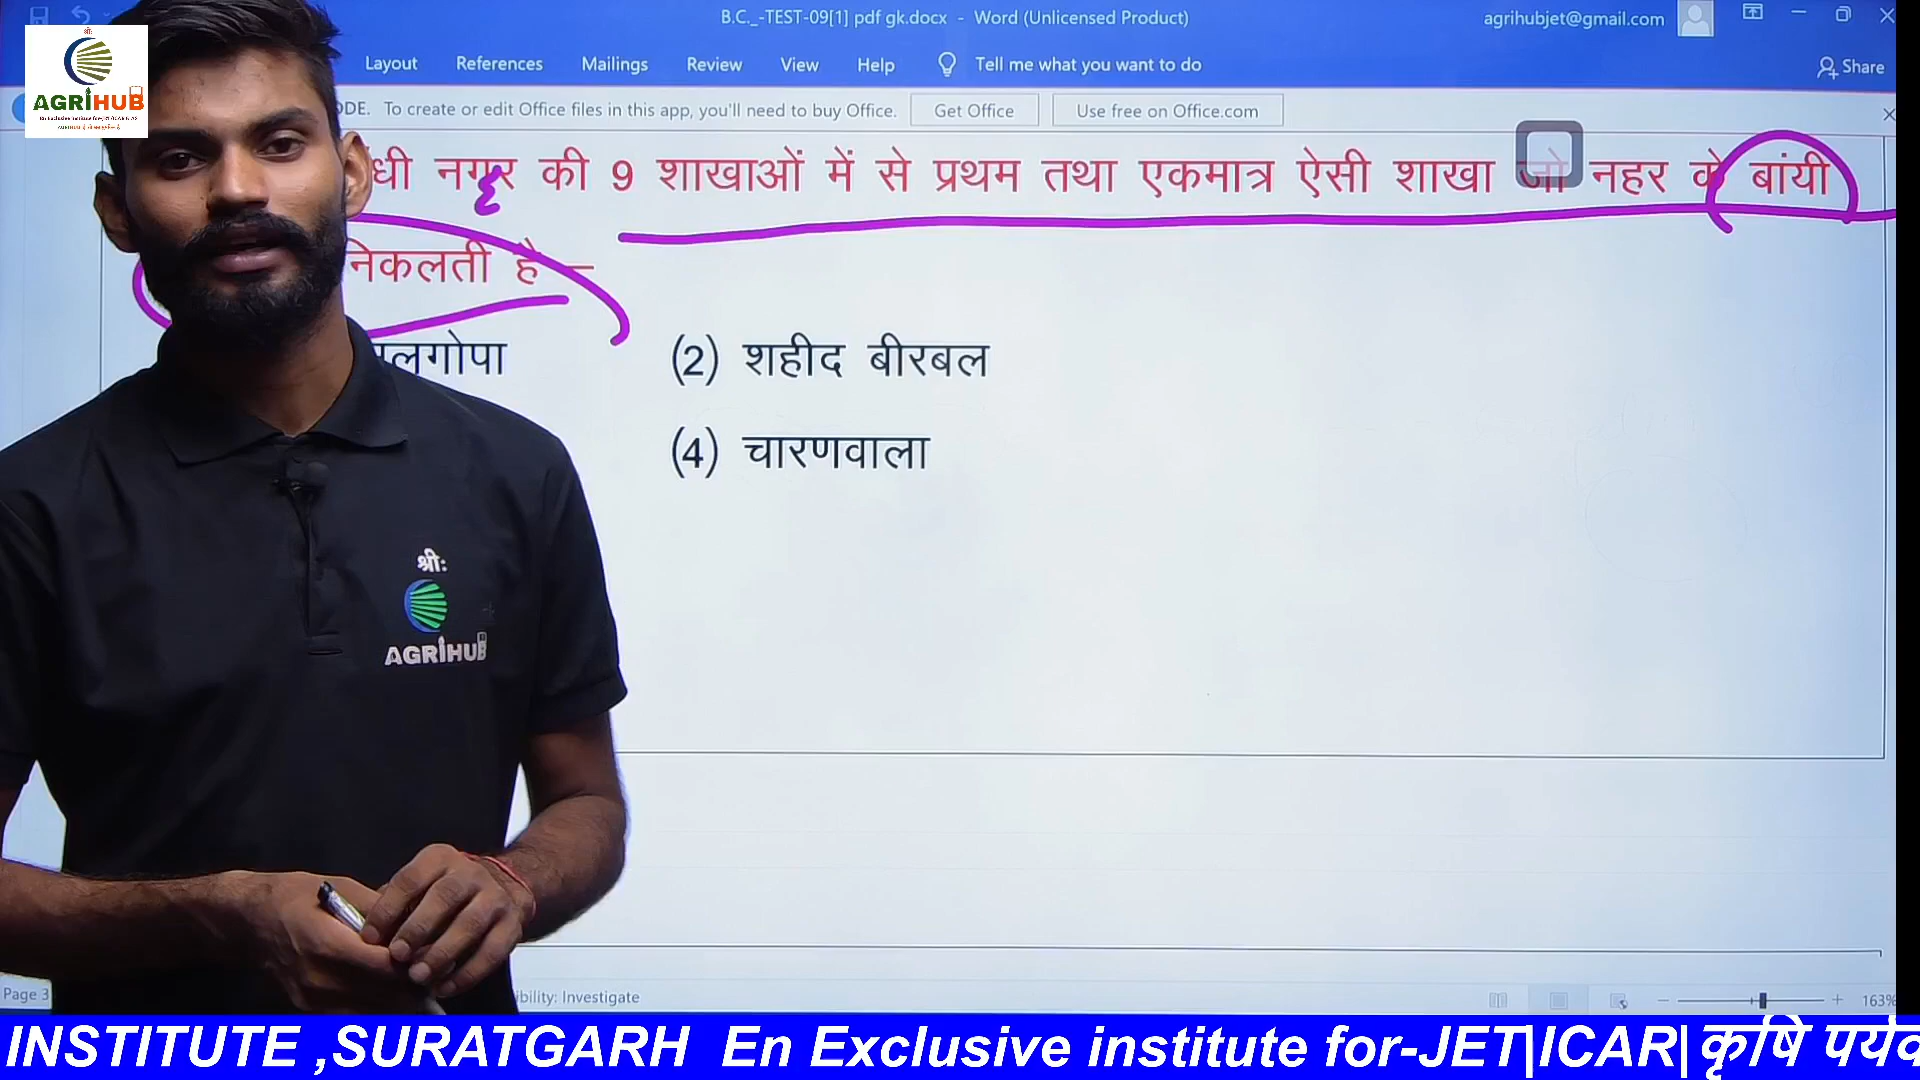 B.C._-TEST-09[1] pdf gk.docx - Word (Unlicensed Product)
agrihubjet@gmail.com
Layout References Mailings Review View Help Tell me what you want to do
Share
To create or edit Office files in this app, you'll need to buy Office. Get Office Use free on Office.com
श्रीः
AGRIHUB
नगर की 9 शाखाओं में से प्रथम तथा एकमात्र ऐसी शाखा जो नहर के बांयी
निकलती है –
(2) शहीद बीरबल
(4) चारणवाला
श्रीः
AGRIHUB
Page 3
Investigate
163%
INSTITUTE ,SURATGARH En Exclusive institute for-JET|ICAR|कृषि